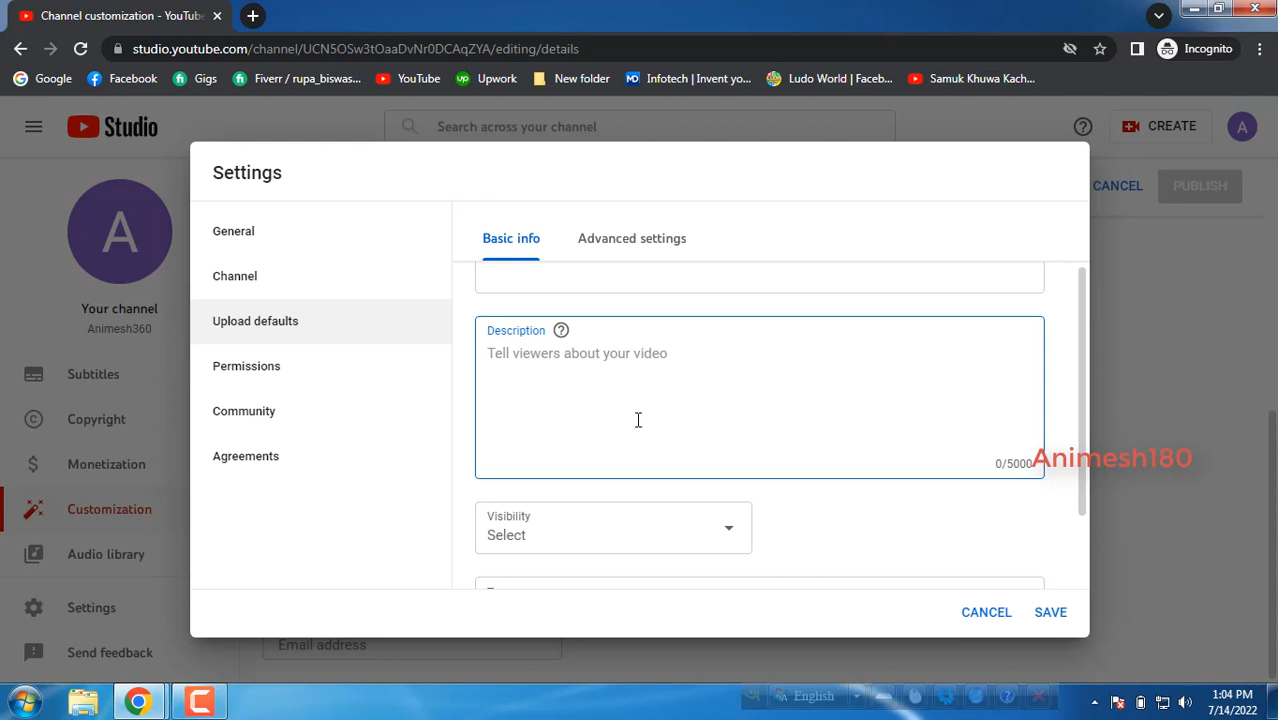 Channel customization - YouTube
studio.youtube.com/channel/UCN5OSw3tOaaDvNr0DCAqZYA/editing/details
Incognito
Google
Facebook
Gigs
Fiverr / rupa_biswas...
YouTube
Upwork
New folder
Infotech | Invent yo...
Ludo World | Faceb...
Samuk Khuwa Kach...
Studio
Search across your channel
CREATE
A
A
Your channel
Animesh360
CANCEL
PUBLISH
Subtitles
Copyright
Monetization
Customization
Audio library
Settings
Send feedback
Settings
General
Channel
Upload defaults
Permissions
Community
Agreements
Basic info
Advanced settings
Description
Tell viewers about your video
0/5000
Animesh180
Visibility
Select
CANCEL
SAVE
Email address
English
1:04 PM
7/14/2022